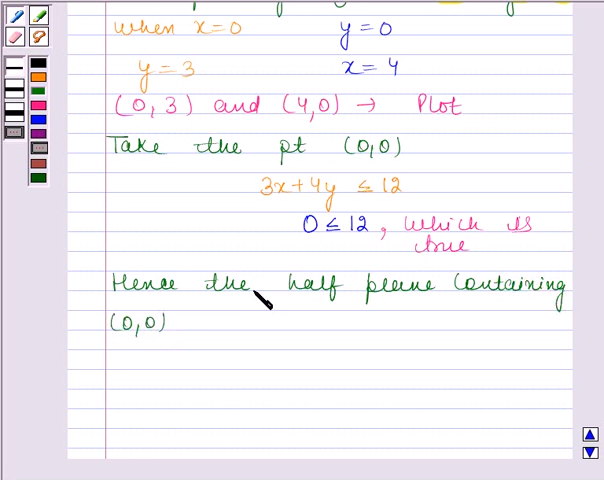 when x=0 y=0
y=3 x=4
(0,3) and (4,0) → Plot
Take the pt (0,0)
3x+4y ≤ 12
0 ≤ 12, which is
true
Hence the half plane containing
(0,0)